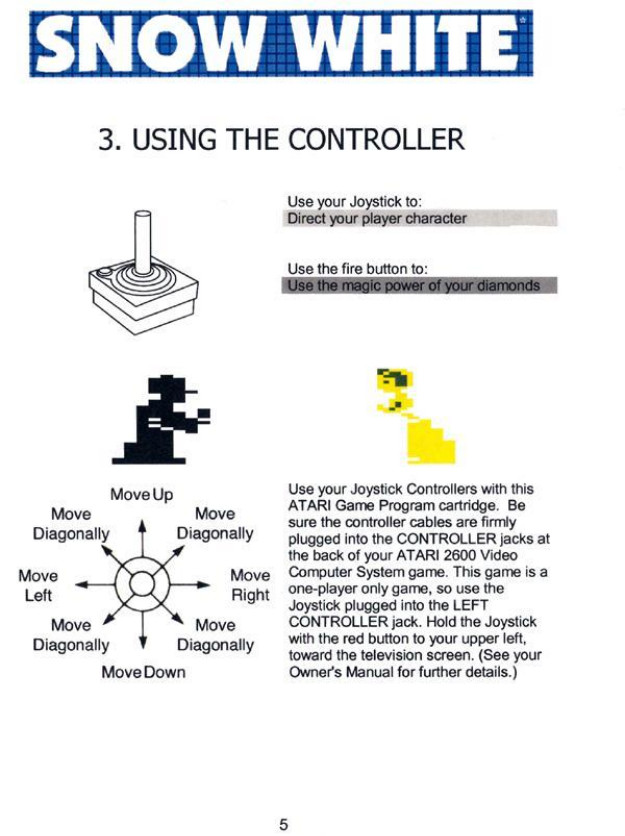 SNOW WHITE
3. USING THE CONTROLLER
Use your Joystick to:
Direct your player character
Use the fire button to:
Use the magic power of your diamonds
Move Up
Move
Diagonally
Move
Diagonally
Move
Left
Move
Right
Move
Diagonally
Move
Diagonally
Move Down
Use your Joystick Controllers with this
ATARI Game Program cartridge. Be
sure the controller cables are firmly
plugged into the CONTROLLER jacks at
the back of your ATARI 2600 Video
Computer System game. This game is a
one-player only game, so use the
Joystick plugged into the LEFT
CONTROLLER jack. Hold the Joystick
with the red button to your upper left,
toward the television screen. (See your
Owner's Manual for further details.)
5